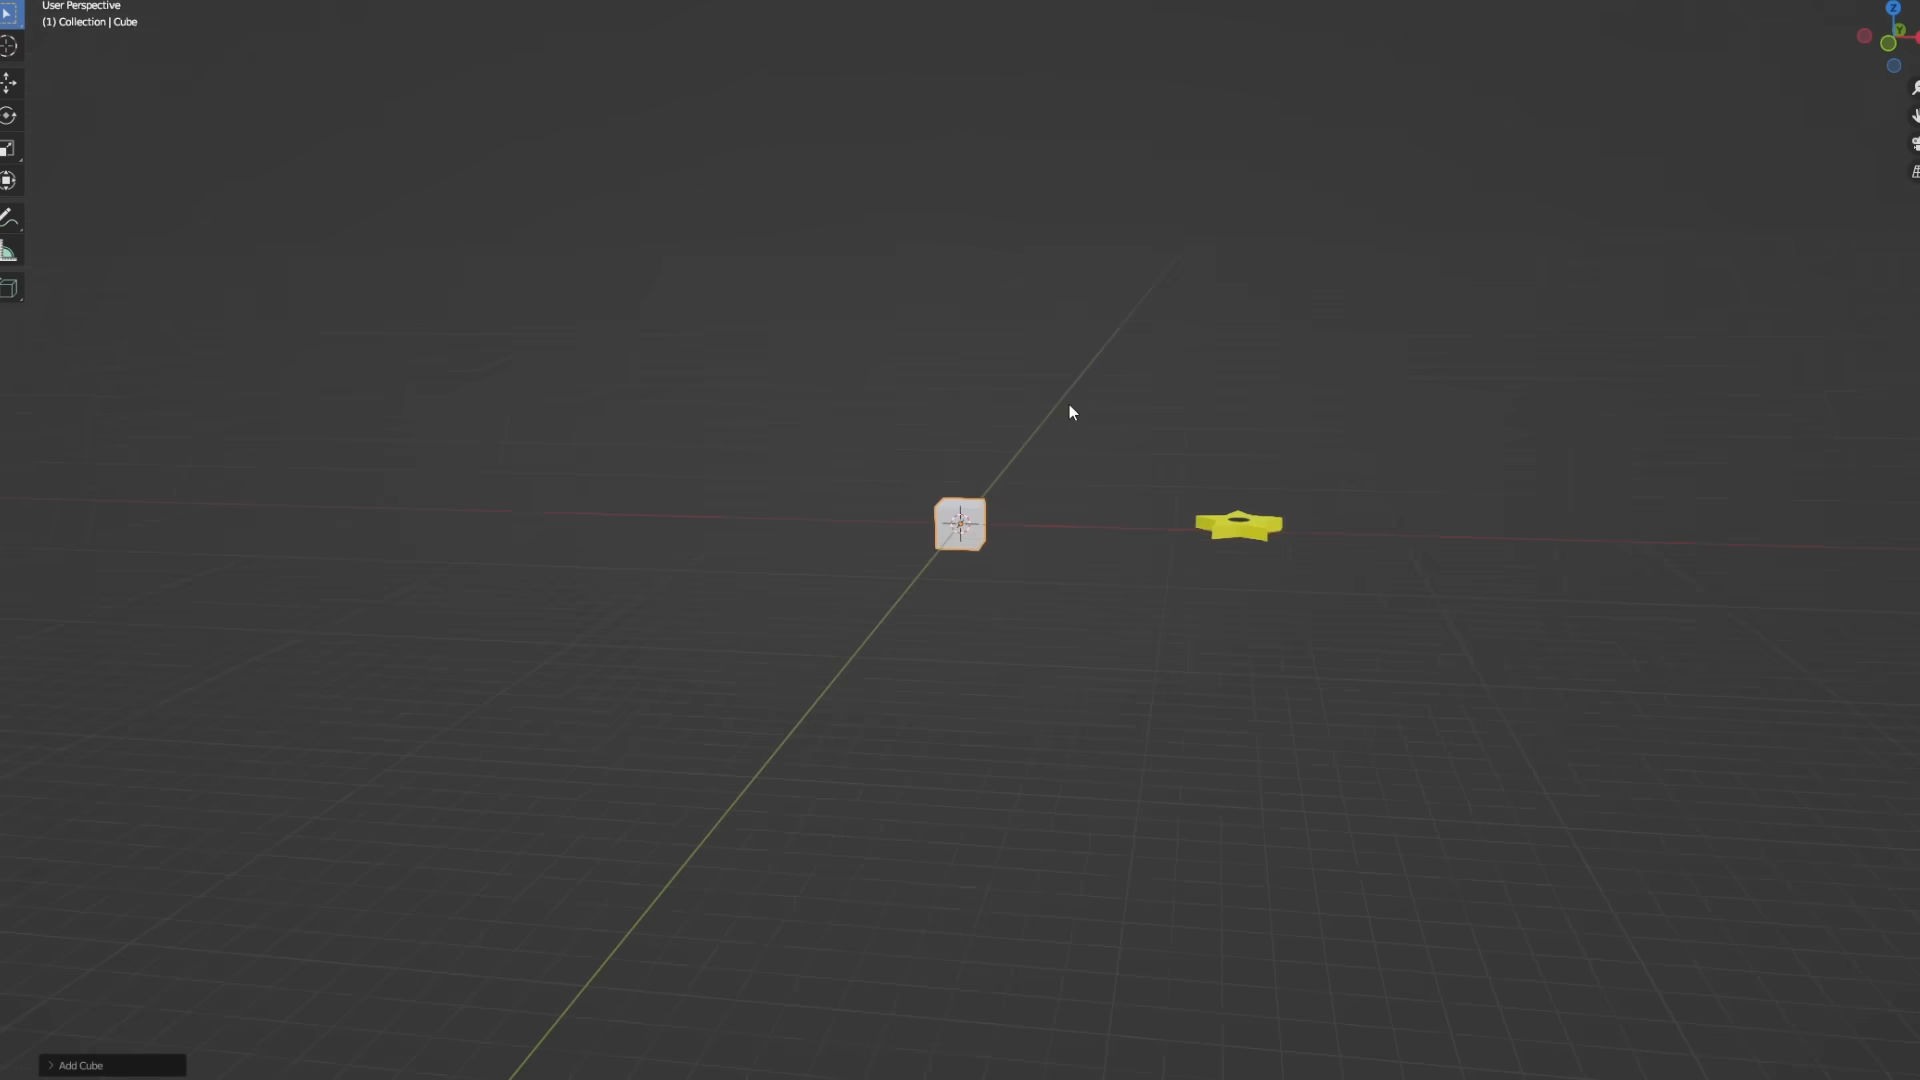 User Perspective
(1) Collection | Cube
Z
Y
Add Cube